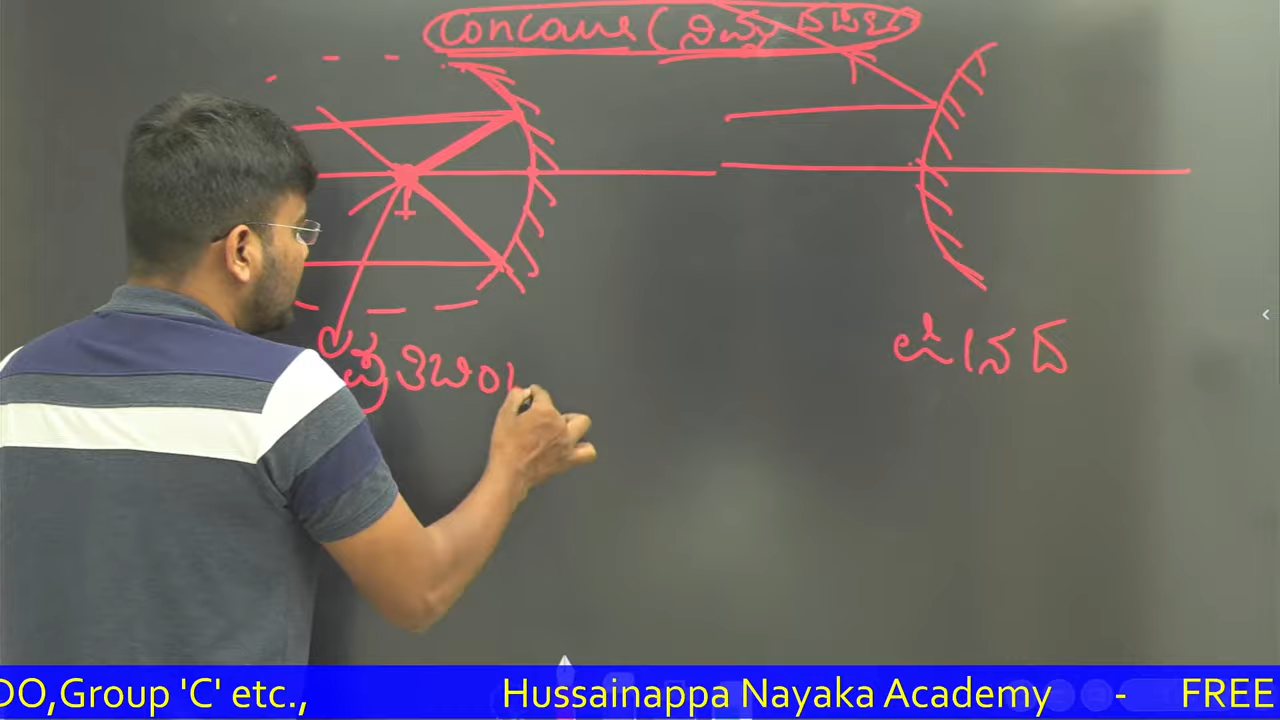 Concave (ನಿಮ್ನ ದರ್ಪಣ)
F
ಪ್ರತಿಬಿಂ
DO,Group 'C' etc., Hussainappa Nayaka Academy - FREE